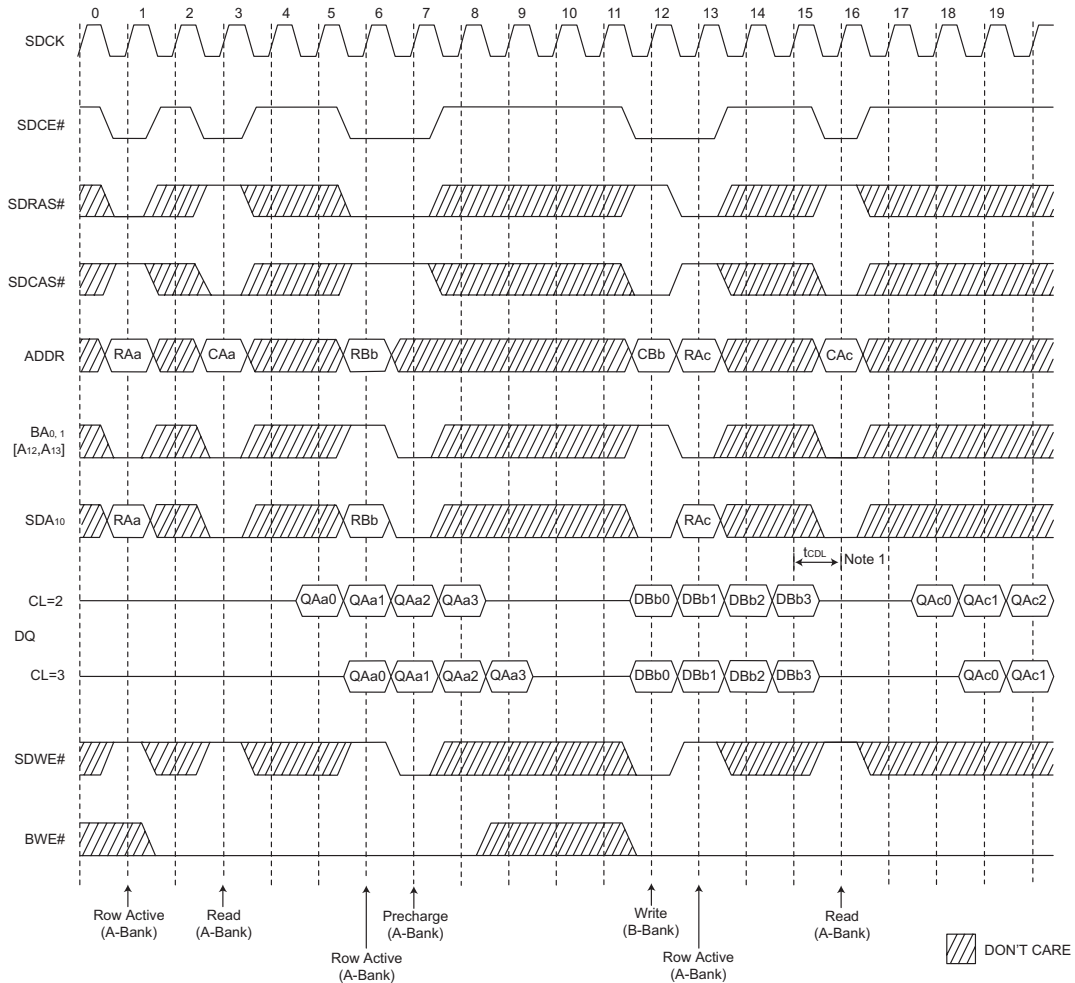 0 1 2 3 4 5 6 7 8 9 10 11 12 13 14 15 16 17 18 19
SDCK
SDCE#
SDRAS#
SDCAS#
ADDR RAa CAa RBb CBb RAc CAc
BA0, 1
[A12,A13]
SDA10 RAa RBb RAc
tCDL Note 1
CL=2 QAa0 QAa1 QAa2 QAa3 DBb0 DBb1 DBb2 DBb3 QAc0 QAc1 QAc2
DQ
CL=3 QAa0 QAa1 QAa2 QAa3 DBb0 DBb1 DBb2 DBb3 QAc0 QAc1
SDWE#
BWE#
Row Active
(A-Bank)
Read
(A-Bank)
Row Active
(A-Bank)
Precharge
(A-Bank)
Write
(B-Bank)
Row Active
(A-Bank)
Read
(A-Bank)
DON'T CARE